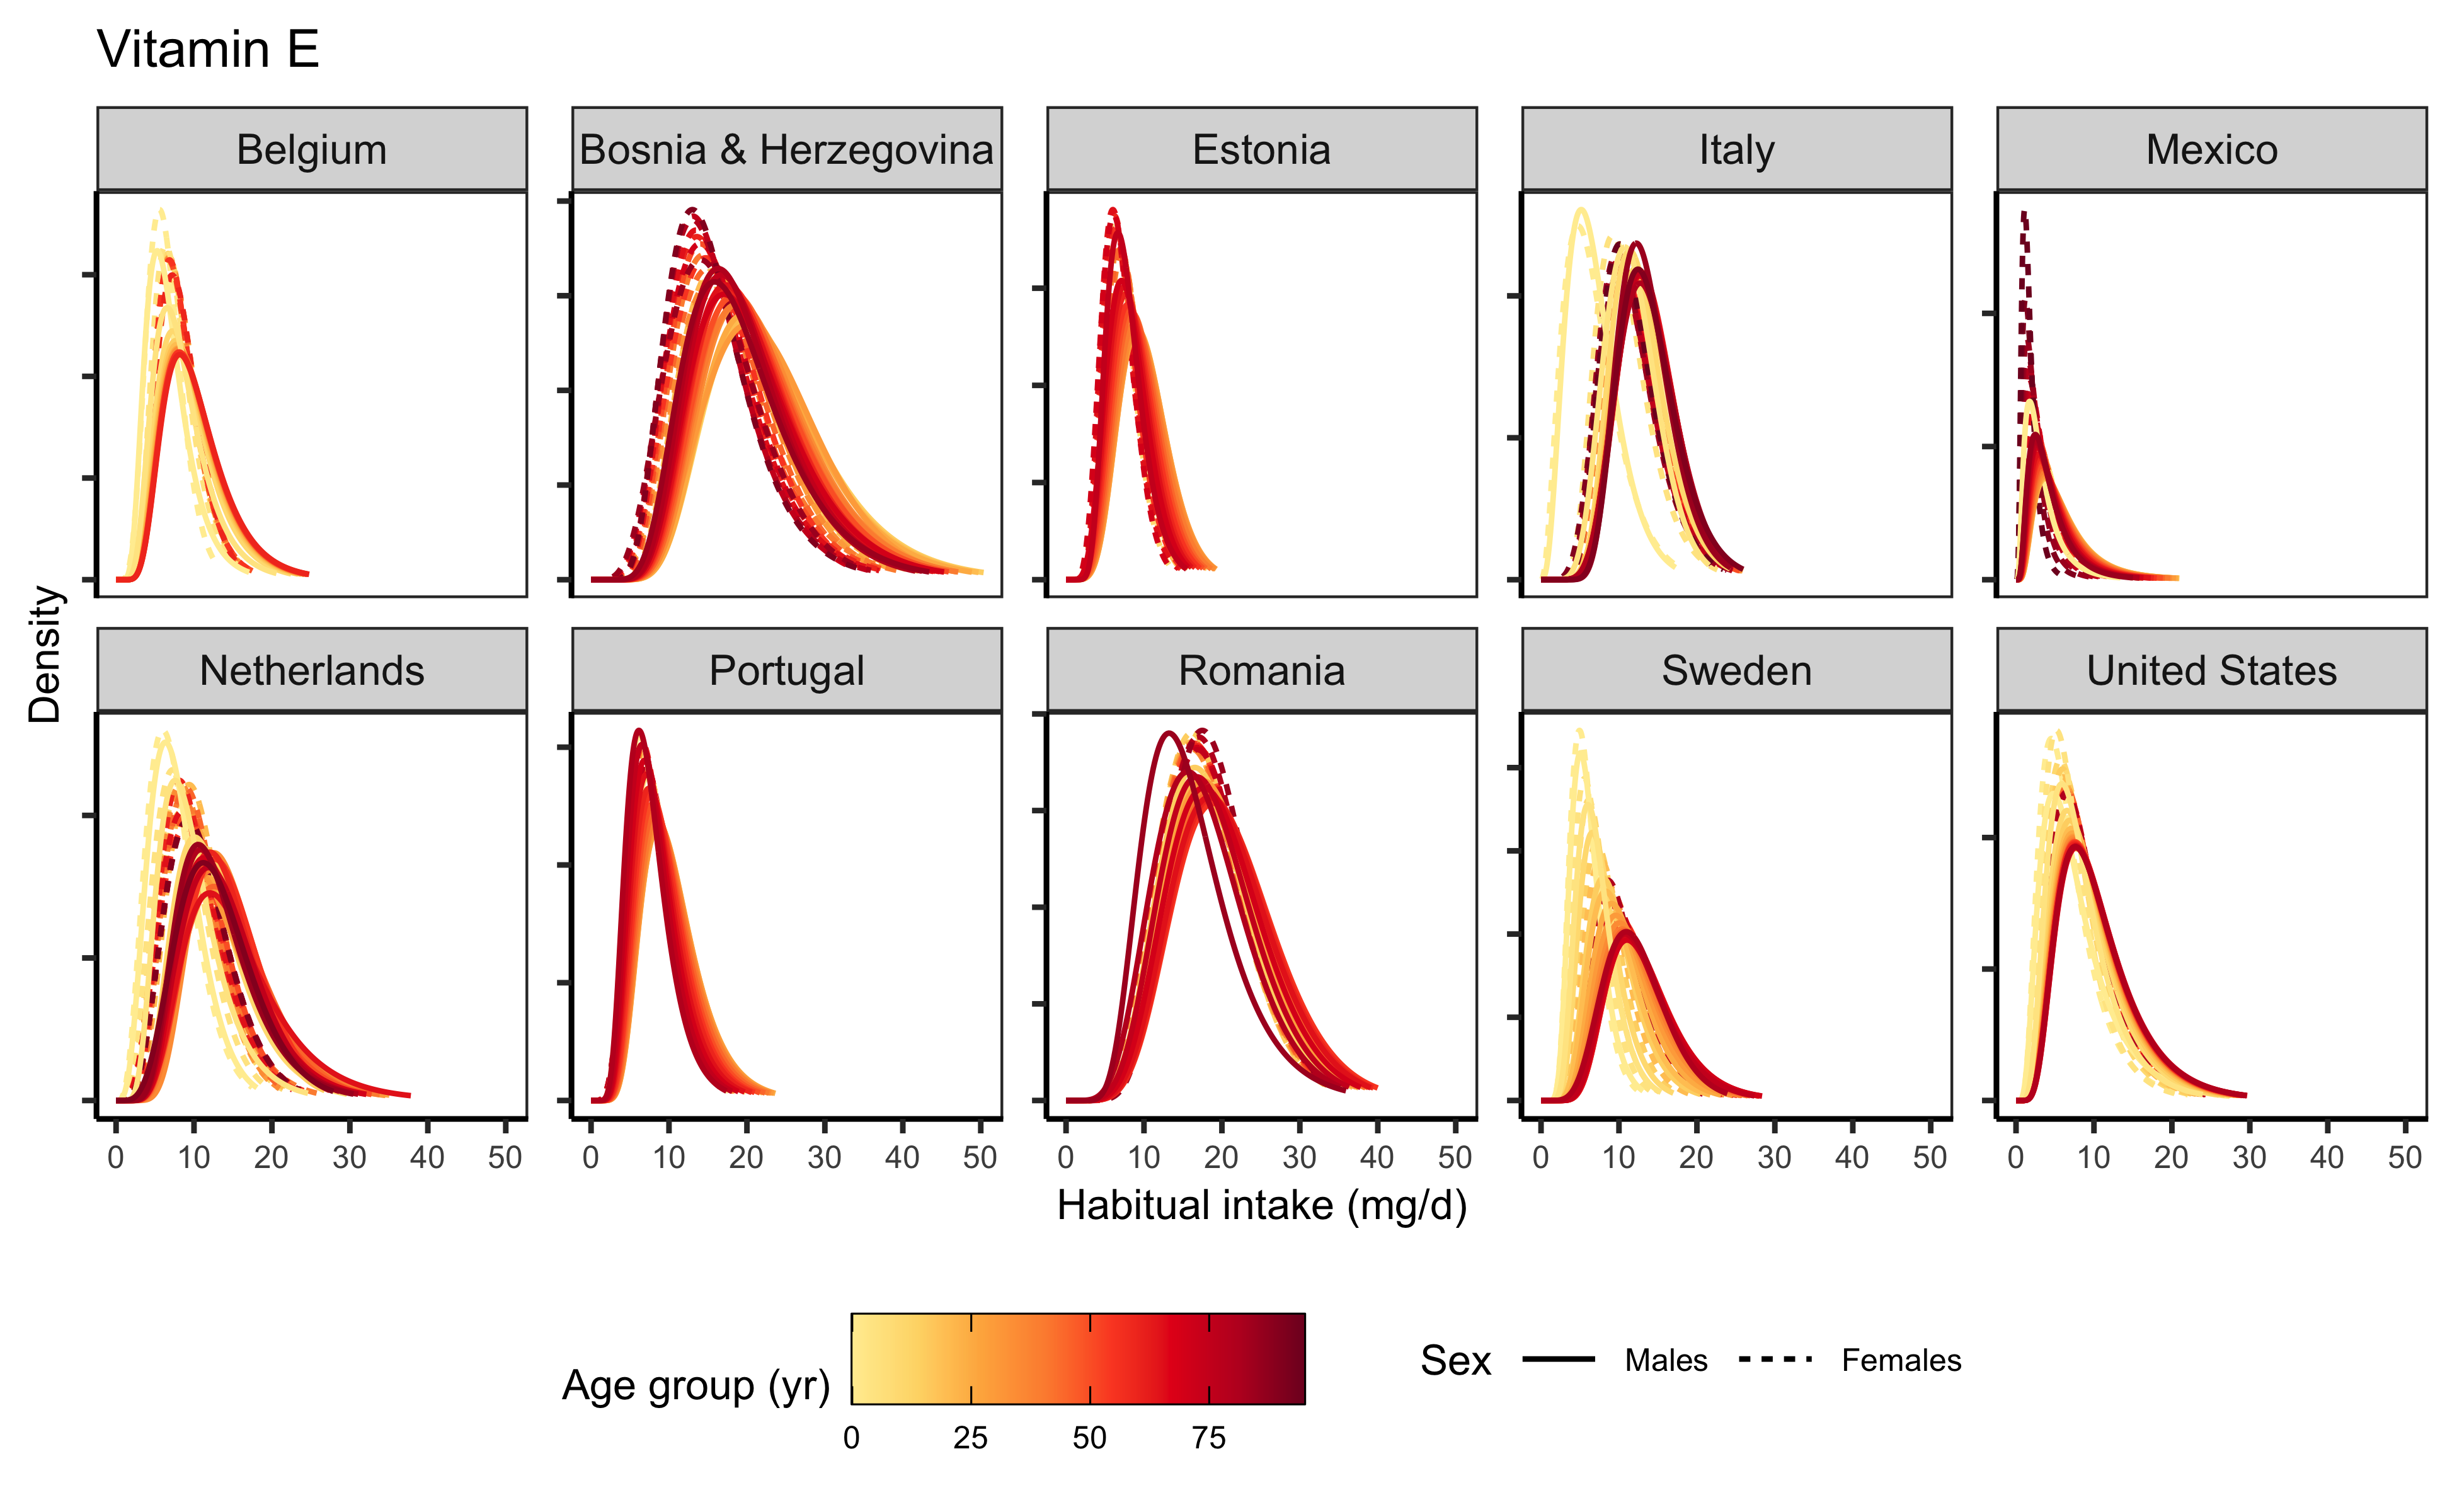 Vitamin E
Belgium
Bosnia & Herzegovina
Estonia
Italy
Mexico
Density
Netherlands
Portugal
Romania
Sweden
United States
0 10 20 30 40 50
0 10 20 30 40 50
0 10 20 30 40 50
0 10 20 30 40 50
0 10 20 30 40 50
Habitual intake (mg/d)
Age group (yr)
0 25 50 75
Sex Males Females